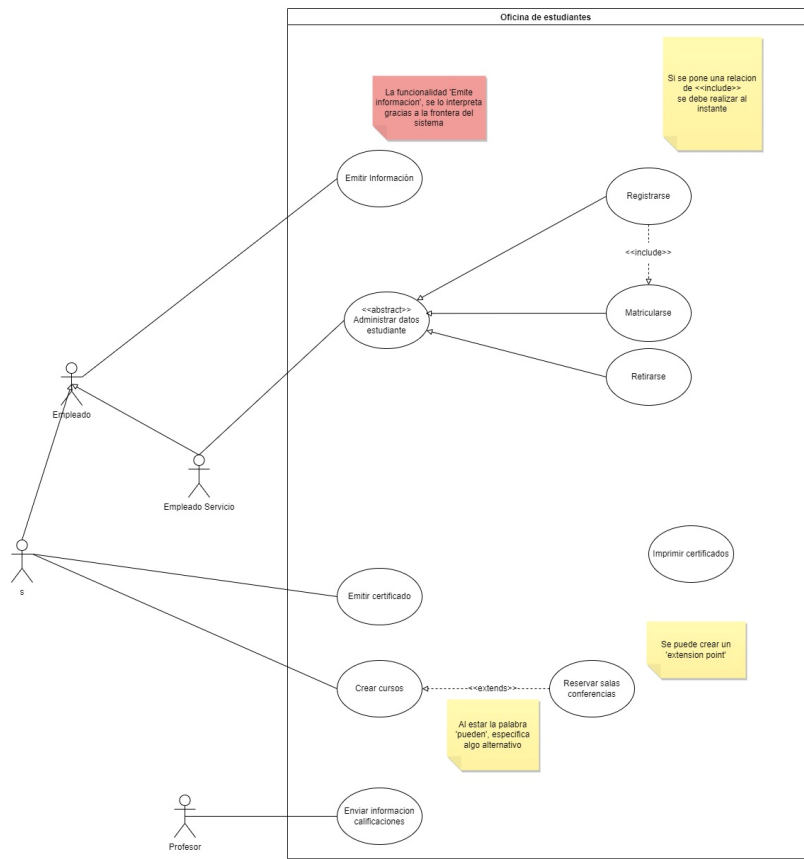 Oficina de estudiantes
La funcionalidad 'Emite
informacion', se lo interpreta
gracias a la frontera del
sistema
Si se pone una relacion
de <<include>>
se debe realizar al
instante
Emitir Información
Registrarse
<<include>>
<<abstract>>
Administrar datos
estudiante
Matricularse
Retirarse
Empleado
Empleado Servicio
s
Imprimir certificados
Emitir certificado
Se puede crear un
'extension point'
Crear cursos
<<extends>>
Reservar salas
conferencias
Al estar la palabra
'pueden', especifica
algo alternativo
Enviar informacion
calificaciones
Profesor